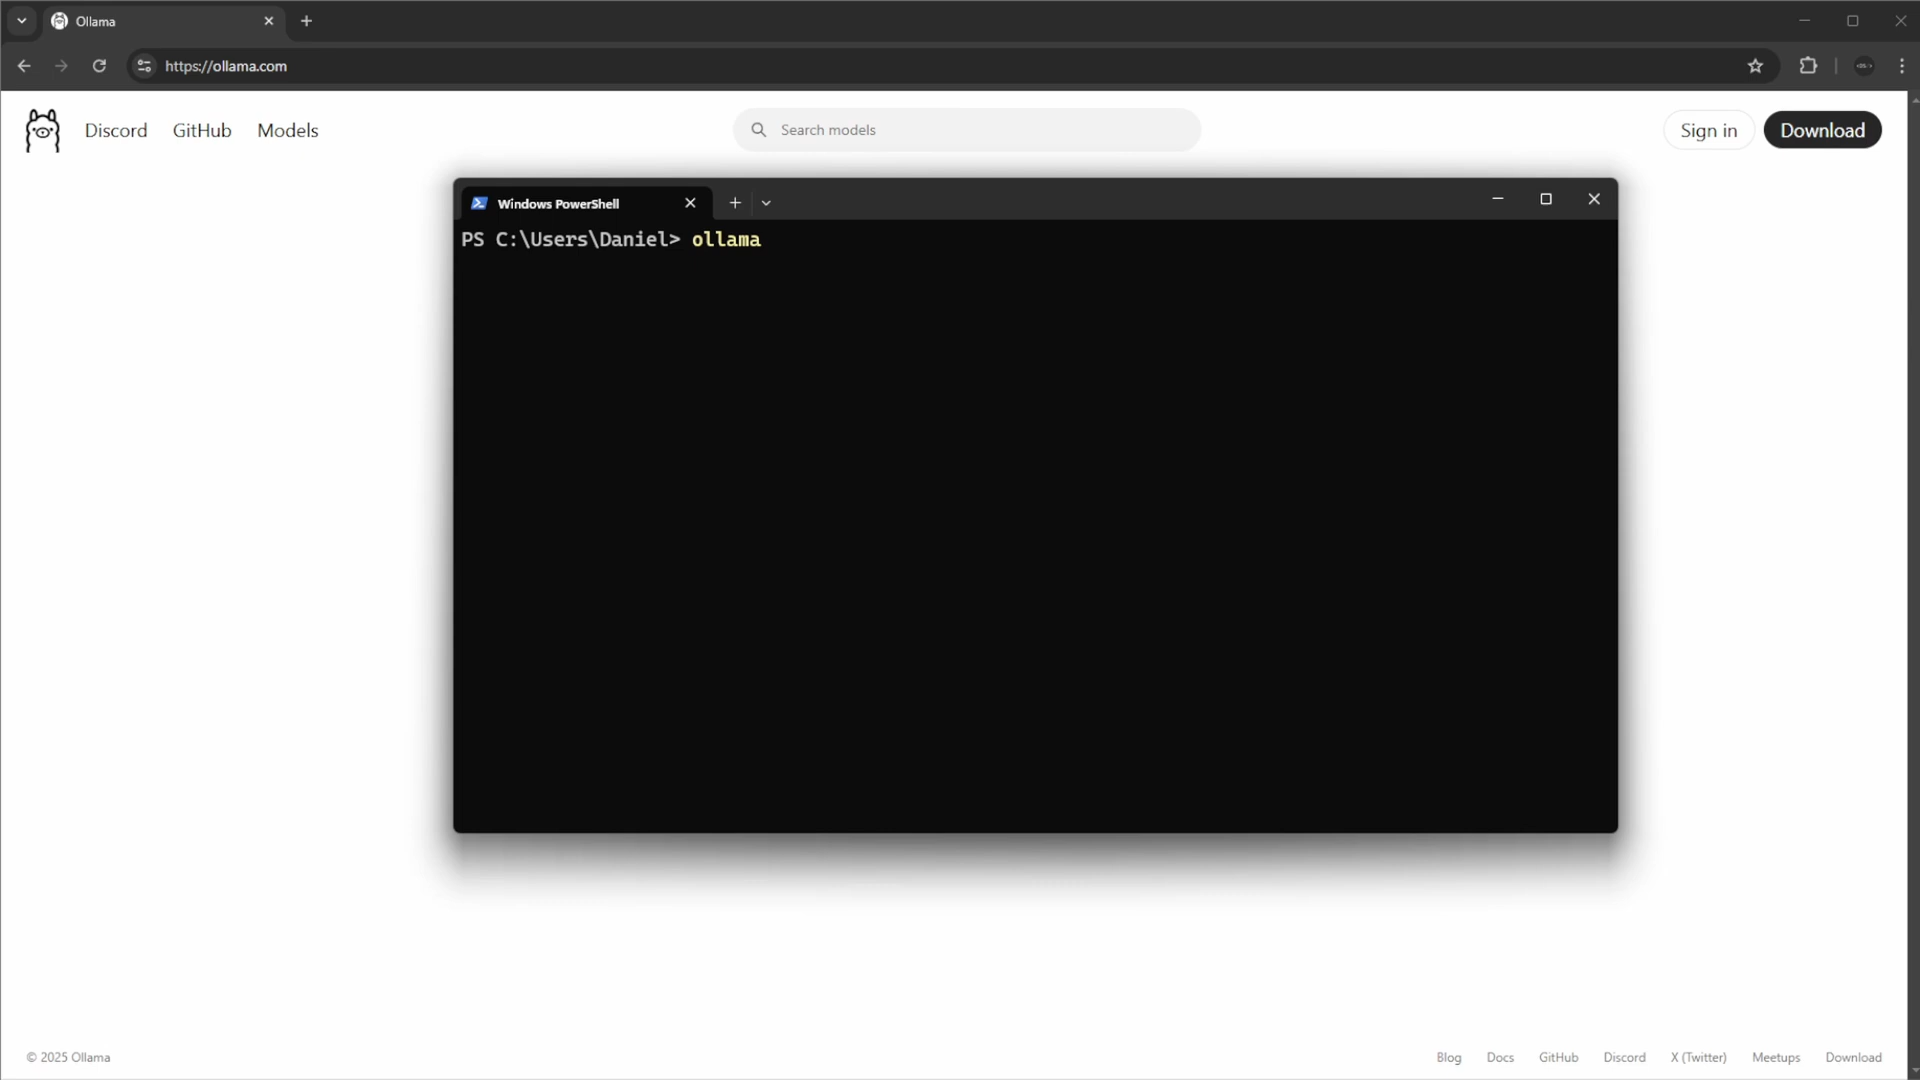 Ollama
https://ollama.com
Discord GitHub Models
Search models
Sign in Download
Windows PowerShell
PS C:\Users\Daniel> ollama
© 2025 Ollama
Blog Docs GitHub Discord X (Twitter) Meetups Download